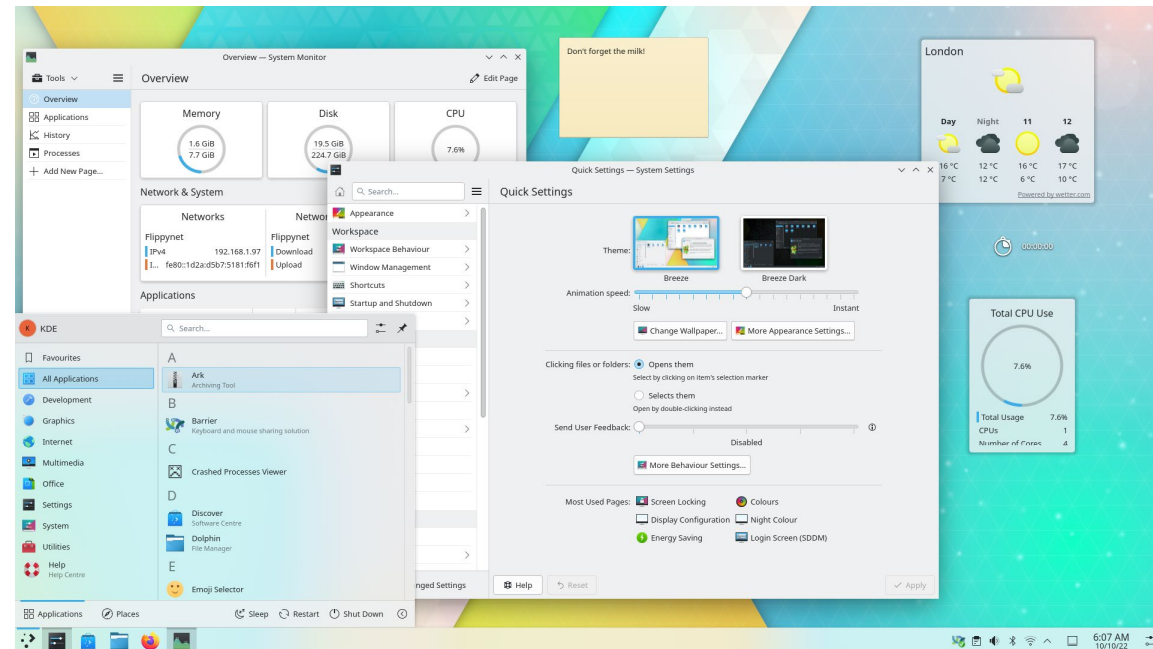 Overview — System Monitor
Tools
Overview
Edit Page
Overview
Applications
History
Processes
Add New Page...
Memory
1.6 GiB
7.7 GiB
Disk
19.5 GiB
224.7 GiB
CPU
7.6%
Network & System
Networks
Flippynet
IPv4 192.168.1.97
I... fe80::1d2a:d5b7:5181:f6f1
Flippynet
Download
Upload
Applications
Don't forget the milk!
London
Day Night 11 12
16 °C 12 °C 16 °C 17 °C
7 °C 12 °C 6 °C 10 °C
Powered by wetter.com
00:00:00
Total CPU Use
7.6%
Total Usage 7.6%
CPUs 1
Number of Cores 4
Quick Settings — System Settings
Search...
Quick Settings
Appearance
Workspace
Workspace Behaviour
Window Management
Shortcuts
Startup and Shutdown
Theme:
Breeze
Breeze Dark
Animation speed:
Slow Instant
Change Wallpaper...
More Appearance Settings...
Clicking files or folders:
Opens them
Select by clicking on item's selection marker
Selects them
Open by double-clicking instead
Send User Feedback:
Disabled
More Behaviour Settings...
Most Used Pages:
Screen Locking
Colours
Display Configuration
Night Colour
Energy Saving
Login Screen (SDDM)
Settings
Help
Reset
Apply
K
KDE
Search...
Favourites
All Applications
Development
Graphics
Internet
Multimedia
Office
Settings
System
Utilities
Help
Help Centre
A
Ark
Archiving Tool
B
Barrier
Keyboard and mouse sharing solution
C
Crashed Processes Viewer
D
Discover
Software Centre
Dolphin
File Manager
E
Emoji Selector
Applications
Places
Sleep
Restart
Shut Down
6:07 AM
10/10/22